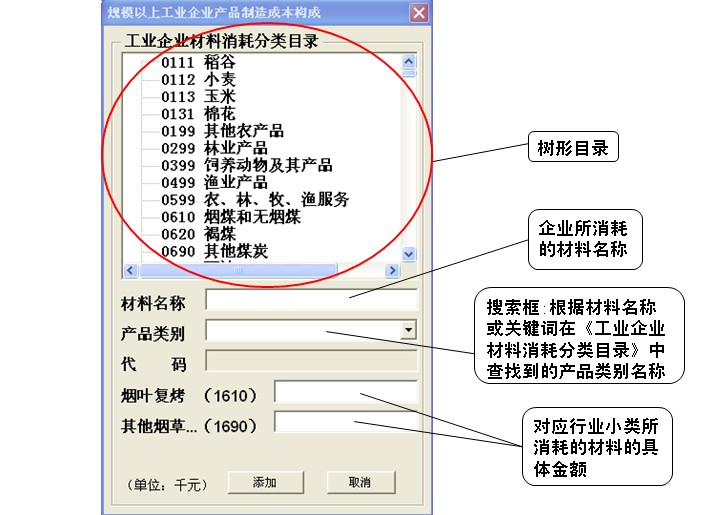 规模以上工业企业产品制造成本构成
工业企业材料消耗分类目录
0111 稻谷
0112 小麦
0113 玉米
0131 棉花
0199 其他农产品
0299 林业产品
0399 饲养动物及其产品
0499 渔业产品
0599 农、林、牧、渔服务
0610 烟煤和无烟煤
0620 褐煤
0690 其他煤炭
树形目录
企业所消耗
的材料名称
材料名称
产品类别
代 码
搜索框:根据材料名称
或关键词在《工业企业
材料消耗分类目录》中
查找到的产品类别名称
烟叶复烤 （1610）
其他烟草...（1690）
对应行业小类所
消耗的材料的具
体金额
（单位：千元）
添加
取消